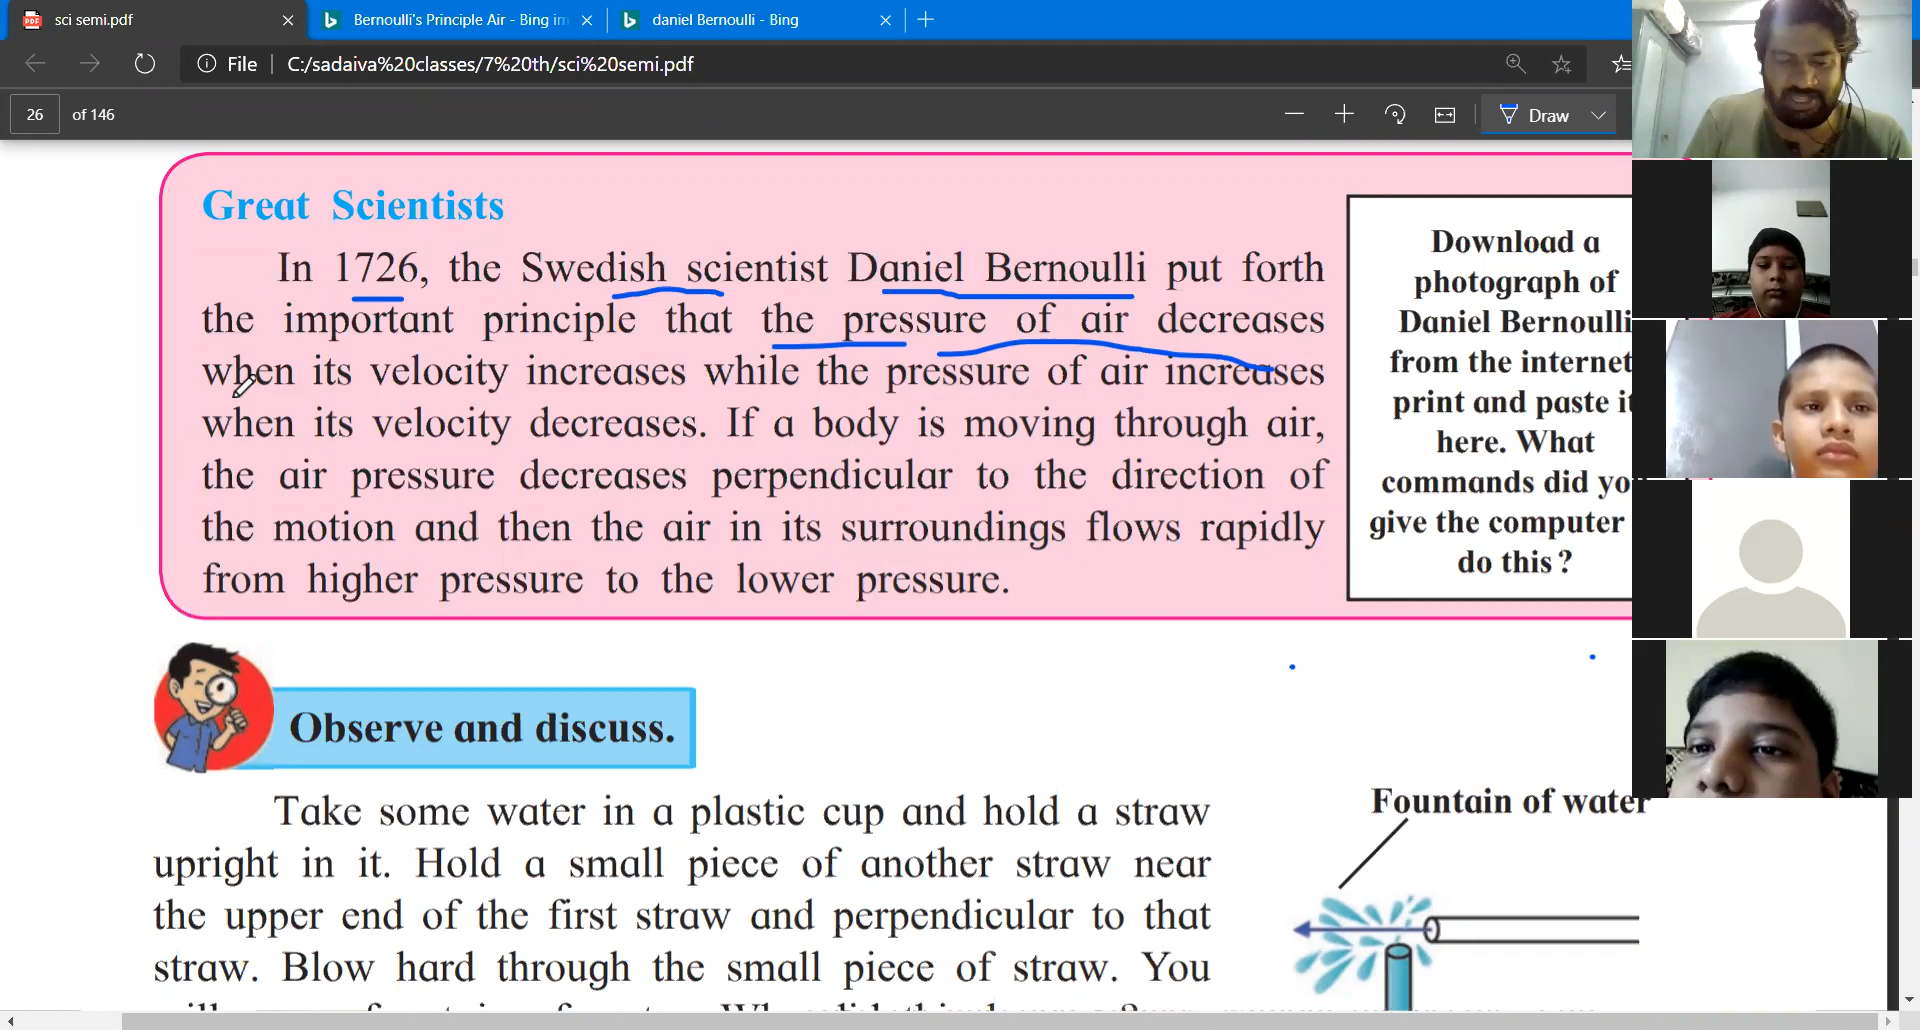 sci semi.pdf
Bernoulli's Principle Air - Bing im
daniel Bernoulli - Bing
File
C:/sadaiva%20classes/7%20th/sci%20semi.pdf
26 of 146
Draw
Great Scientists
In 1726, the Swedish scientist Daniel Bernoulli put forth
the important principle that the pressure of air decreases
when its velocity increases while the pressure of air increases
when its velocity decreases. If a body is moving through air,
the air pressure decreases perpendicular to the direction of
the motion and then the air in its surroundings flows rapidly
from higher pressure to the lower pressure.
Download a
photograph of
Daniel Bernoulli
from the internet
print and paste it
here. What
commands did yo
give the computer
do this?
Observe and discuss.
Take some water in a plastic cup and hold a straw
upright in it. Hold a small piece of another straw near
the upper end of the first straw and perpendicular to that
straw. Blow hard through the small piece of straw. You
Fountain of water